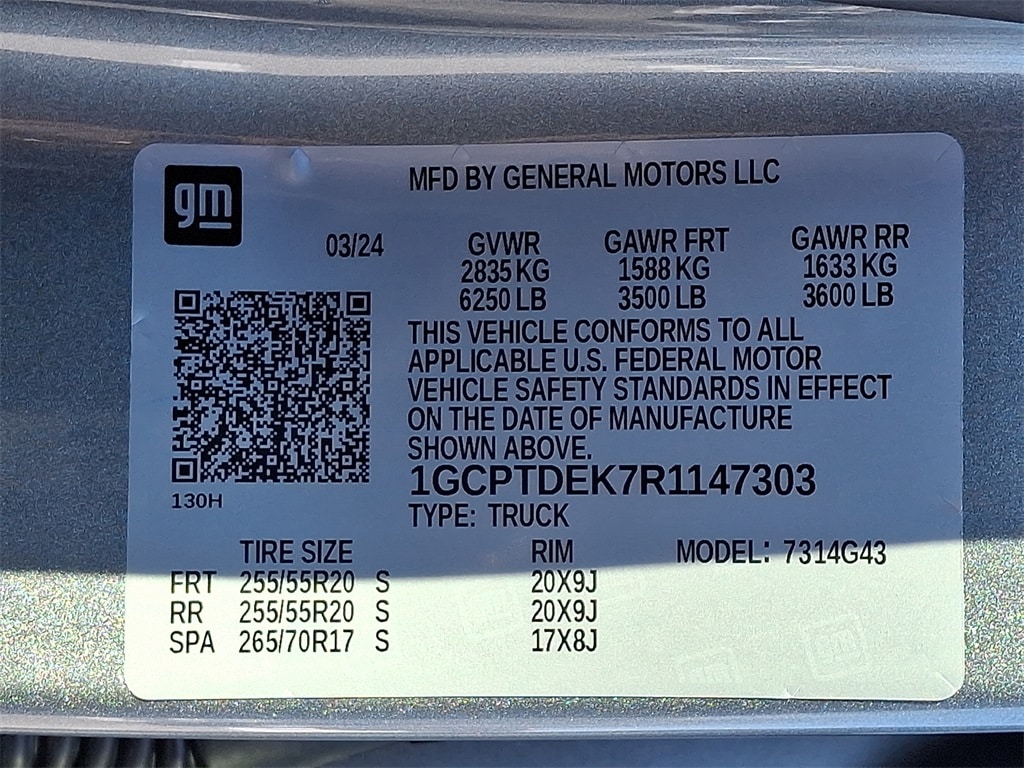 gm
MFD BY GENERAL MOTORS LLC
03/24
GVWR GAWR FRT GAWR RR
2835 KG 1588 KG 1633 KG
6250 LB 3500 LB 3600 LB
THIS VEHICLE CONFORMS TO ALL
APPLICABLE U.S. FEDERAL MOTOR
VEHICLE SAFETY STANDARDS IN EFFECT
ON THE DATE OF MANUFACTURE
SHOWN ABOVE.
1GCPTDEK7R1147303
130H
TYPE: TRUCK
TIRE SIZE RIM MODEL: 7314G43
FRT 255/55R20 S 20X9J
RR 255/55R20 S 20X9J
SPA 265/70R17 S 17X8J
gm
gm